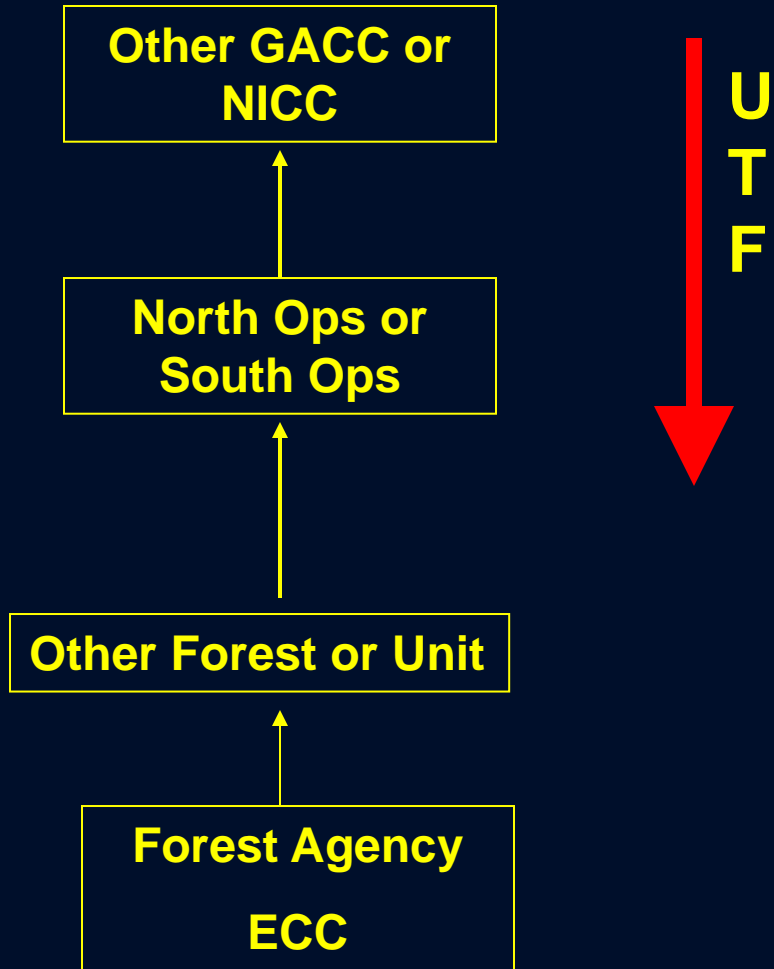 Other GACC or
NICC
U
T
F
North Ops or
South Ops
Other Forest or Unit
Forest Agency
ECC